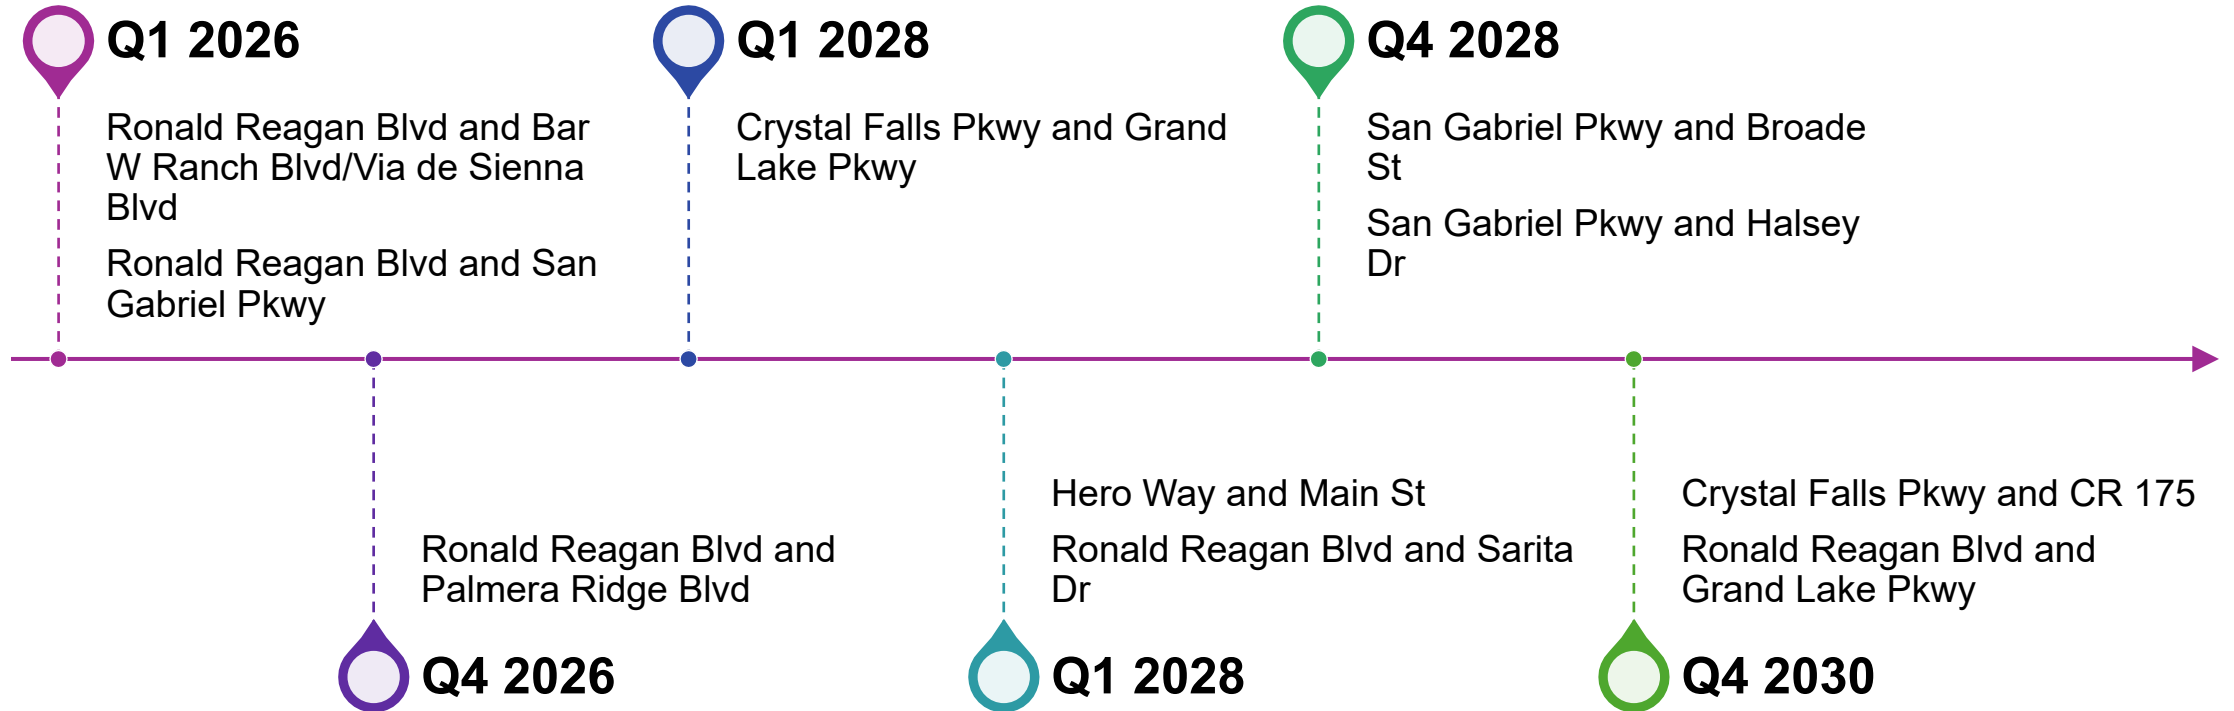 Q1 2026
Ronald Reagan Blvd and Bar
W Ranch Blvd/Via de Sienna
Blvd
Ronald Reagan Blvd and San
Gabriel Pkwy
Ronald Reagan Blvd and
Palmera Ridge Blvd
Q4 2026
Q1 2028
Crystal Falls Pkwy and Grand
Lake Pkwy
Hero Way and Main St
Ronald Reagan Blvd and Sarita
Dr
Q1 2028
Q4 2028
San Gabriel Pkwy and Broade
St
San Gabriel Pkwy and Halsey
Dr
Crystal Falls Pkwy and CR 175
Ronald Reagan Blvd and
Grand Lake Pkwy
Q4 2030